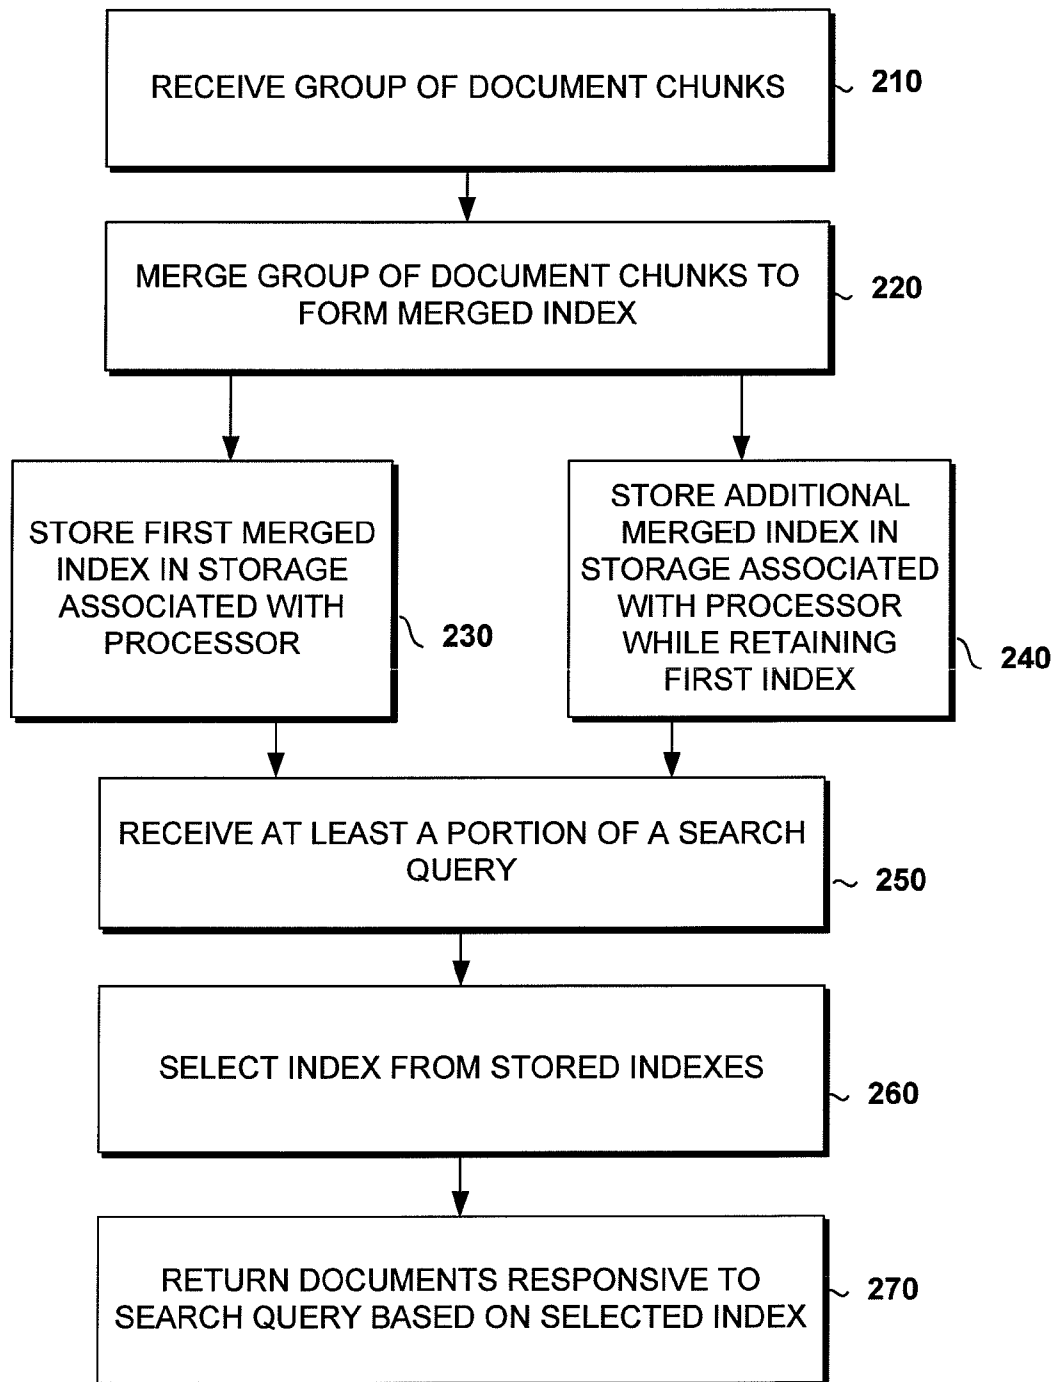 RECEIVE GROUP OF DOCUMENT CHUNKS
210
MERGE GROUP OF DOCUMENT CHUNKS TO
FORM MERGED INDEX
220
STORE FIRST MERGED
INDEX IN STORAGE
ASSOCIATED WITH
PROCESSOR
230
STORE ADDITIONAL
MERGED INDEX IN
STORAGE ASSOCIATED
WITH PROCESSOR
WHILE RETAINING
FIRST INDEX
240
RECEIVE AT LEAST A PORTION OF A SEARCH
QUERY
250
SELECT INDEX FROM STORED INDEXES
260
RETURN DOCUMENTS RESPONSIVE TO
SEARCH QUERY BASED ON SELECTED INDEX
270